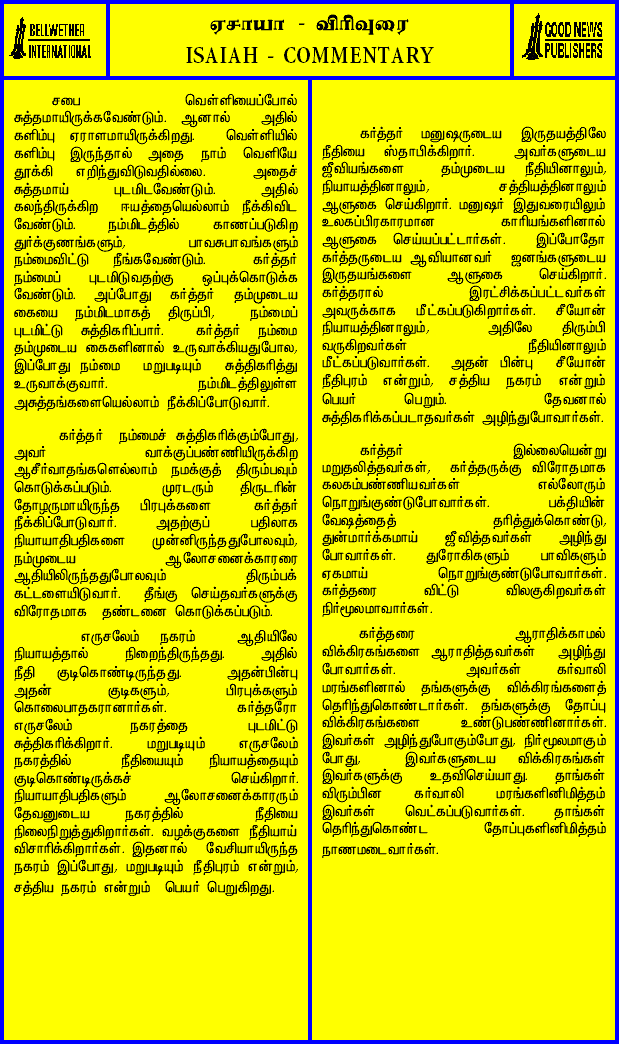 BELLWETHER
INTERNATIONAL
ஏசாயா - விரிவுரை
ISAIAH - COMMENTARY
GOOD NEWS
PUBLISHERS
சபை வெள்ளியைப்போல்
சுத்தமாயிருக்கவேண்டும். ஆனால் அதில்
களிம்பு ஏராளமாயிருக்கிறது. வெள்ளியில்
களிம்பு இருந்தால் அதை நாம் வெளியே
தூக்கி எறிந்துவிடுவதில்லை. அதைச்
சுத்தமாய் புடமிடவேண்டும். அதில்
கலந்திருக்கிற ஈயத்தையெல்லாம் நீக்கிவிட
வேண்டும். நம்மிடத்தில் காணப்படுகிற
துர்க்குணங்களும், பாவசுபாவங்களும்
நம்மைவிட்டு நீங்கவேண்டும். கர்த்தர்
நம்மைப் புடமிடுவதற்கு ஒப்புக்கொடுக்க
வேண்டும். அப்போது கர்த்தர் தம்முடைய
கையை நம்மிடமாகத் திருப்பி, நம்மைப்
புடமிட்டு சுத்திகரிப்பார். கர்த்தர் நம்மை
தம்முடைய கைகளினால் உருவாக்கியதுபோல,
இப்போது நம்மை மறுபடியும் சுத்திகரித்து
உருவாக்குவார். நம்மிடத்திலுள்ள
அசுத்தங்களையெல்லாம் நீக்கிப்போடுவார்.
கர்த்தர் நம்மைச் சுத்திகரிக்கும்போது,
அவர் வாக்குப்பண்ணியிருக்கிற
ஆசீர்வாதங்களெல்லாம் நமக்குத் திரும்பவும்
கொடுக்கப்படும். முரடரும் திருடரின்
தோழருமாயிருந்த பிரபுக்களை கர்த்தர்
நீக்கிப்போடுவார். அதற்குப் பதிலாக
நியாயாதிபதிகளை முன்னிருந்ததுபோலவும்,
நம்முடைய ஆலோசனைக்காரரை
ஆதியிலிருந்ததுபோலவும் திரும்பக்
கட்டளையிடுவார். தீங்கு செய்தவர்களுக்கு
விரோதமாக தண்டனை கொடுக்கப்படும்.
எருசலேம் நகரம் ஆதியிலே
நியாயத்தால் நிறைந்திருந்தது. அதில்
நீதி குடிகொண்டிருந்தது. அதன்பின்பு
அதன் குடிகளும், பிரபுக்களும்
கொலைபாதகரானார்கள். கர்த்தரோ
எருசலேம் நகரத்தை புடமிட்டு
சுத்திகரிக்கிறார். மறுபடியும் எருசலேம்
நகரத்தில் நீதியையும் நியாயத்தையும்
குடிகொண்டிருக்கச் செய்கிறார்.
நியாயாதிபதிகளும் ஆலோசனைக்காரரும்
தேவனுடைய நகரத்தில் நீதியை
நிலைநிறுத்துகிறார்கள். வழக்குகளை நீதியாய்
விசாரிக்கிறார்கள். இதனால் வேசியாயிருந்த
நகரம் இப்போது, மறுபடியும் நீதிபுரம் என்றும்,
சத்திய நகரம் என்றும் பெயர் பெறுகிறது.
கர்த்தர் மனுஷருடைய இருதயத்திலே
நீதியை ஸ்தாபிக்கிறார். அவர்களுடைய
ஜீவியங்களை தம்முடைய நீதியினாலும்,
நியாயத்தினாலும், சத்தியத்தினாலும்
ஆளுகை செய்கிறார். மனுஷர் இதுவரையிலும்
உலகப்பிரகாரமான காரியங்களினால்
ஆளுகை செய்யப்பட்டார்கள். இப்போதோ
கர்த்தருடைய ஆவியானவர் ஜனங்களுடைய
இருதயங்களை ஆளுகை செய்கிறார்.
கர்த்தரால் இரட்சிக்கப்பட்டவர்கள்
அவருக்காக மீட்கப்படுகிறார்கள். சீயோன்
நியாயத்தினாலும், அதிலே திரும்பி
வருகிறவர்கள் நீதியினாலும்
மீட்கப்படுவார்கள். அதன் பின்பு சீயோன்
நீதிபுரம் என்றும், சத்திய நகரம் என்றும்
பெயர் பெறும். தேவனால்
சுத்திகரிக்கப்படாதவர்கள் அழிந்துபோவார்கள்.
கர்த்தர் இல்லையென்று
மறுதலித்தவர்கள், கர்த்தருக்கு விரோதமாக
கலகம்பண்ணியவர்கள் எல்லோரும்
நொறுங்குண்டுபோவார்கள். பக்தியின்
வேஷத்தைத் தரித்துக்கொண்டு,
துன்மார்க்கமாய் ஜீவித்தவர்கள் அழிந்து
போவார்கள். துரோகிகளும் பாவிகளும்
ஏகமாய் நொறுங்குண்டுபோவார்கள்.
கர்த்தரை விட்டு விலகுகிறவர்கள்
நிர்மூலமாவார்கள்.
கர்த்தரை ஆராதிக்காமல்
விக்கிரகங்களை ஆராதித்தவர்கள் அழிந்து
போவார்கள். அவர்கள் கர்வாலி
மரங்களினால் தங்களுக்கு விக்கிரங்களைத்
தெரிந்துகொண்டார்கள். தங்களுக்கு தோப்பு
விக்கிரகங்களை உண்டுபண்ணினார்கள்.
இவர்கள் அழிந்துபோகும்போது, நிர்மூலமாகும்
போது, இவர்களுடைய விக்கிரகங்கள்
இவர்களுக்கு உதவிசெய்யாது. தாங்கள்
விரும்பின கர்வாலி மரங்களினிமித்தம்
இவர்கள் வெட்கப்படுவார்கள். தாங்கள்
தெரிந்துகொண்ட தோப்புகளினிமித்தம்
நாணமடைவார்கள்.